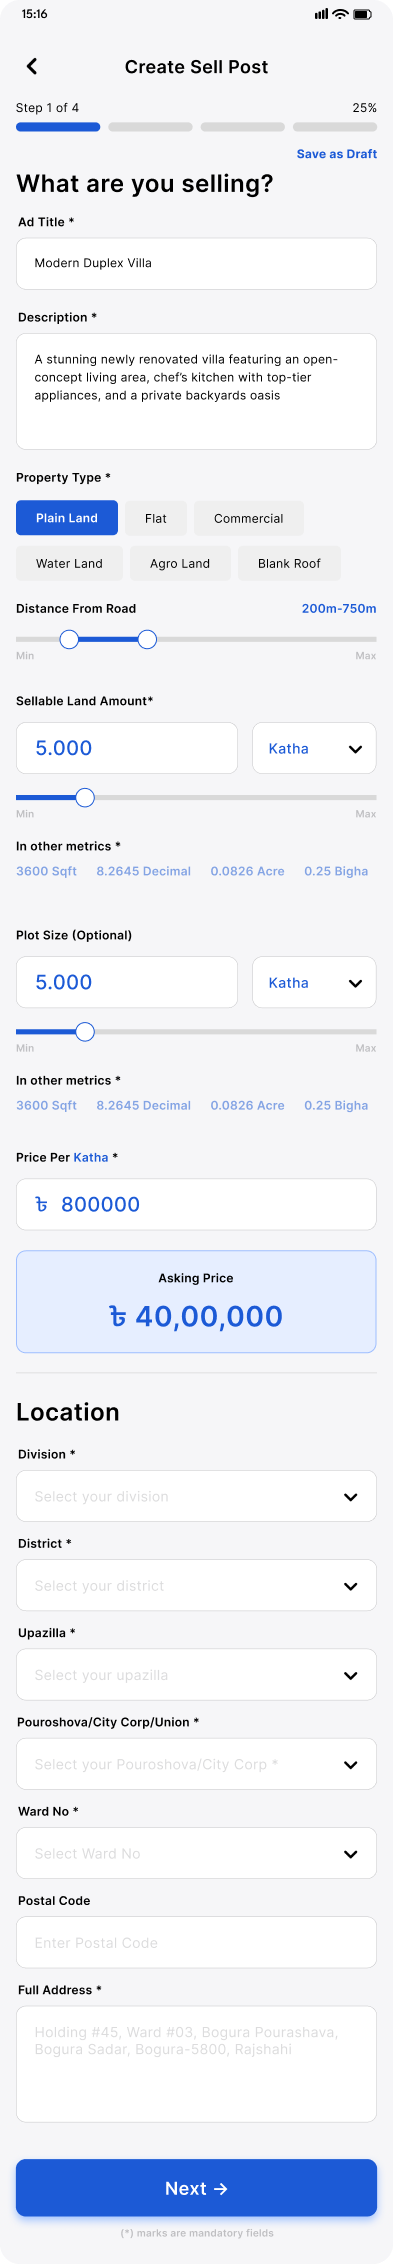 15:16
Create Sell Post
Step 1 of 4 25%
Save as Draft
What are you selling?
Ad Title *
Modern Duplex Villa
Description *
A stunning newly renovated villa featuring an open-
concept living area, chef's kitchen with top-tier
appliances, and a private backyards oasis
Property Type *
Plain Land Flat Commercial
Water Land Agro Land Blank Roof
Distance From Road 200m-750m
Min Max
Sellable Land Amount*
5.000 Katha
Min Max
In other metrics *
3600 Sqft 8.2645 Decimal 0.0826 Acre 0.25 Bigha
Plot Size (Optional)
5.000 Katha
Min Max
In other metrics *
3600 Sqft 8.2645 Decimal 0.0826 Acre 0.25 Bigha
Price Per Katha *
৳ 800000
Asking Price
৳ 40,00,000
Location
Division *
Select your division
District *
Select your district
Upazilla *
Select your upazilla
Pouroshova/City Corp/Union *
Select your Pouroshova/City Corp *
Ward No *
Select Ward No
Postal Code
Enter Postal Code
Full Address *
Holding #45, Ward #03, Bogura Pourashava,
Bogura Sadar, Bogura-5800, Rajshahi
Next →
(*) marks are mandatory fields